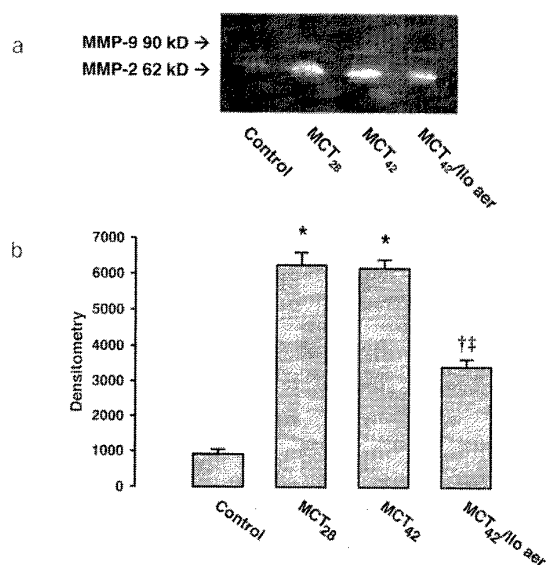 a
MMP-9 90 kD →
MMP-2 62 kD →
Control
MCT28
MCT42
MCT42/Ilo aer
b
Densitometry
7000
6000
5000
4000
3000
2000
1000
0
*
*
†‡
Control
MCT28
MCT42
MCT42/Ilo aer